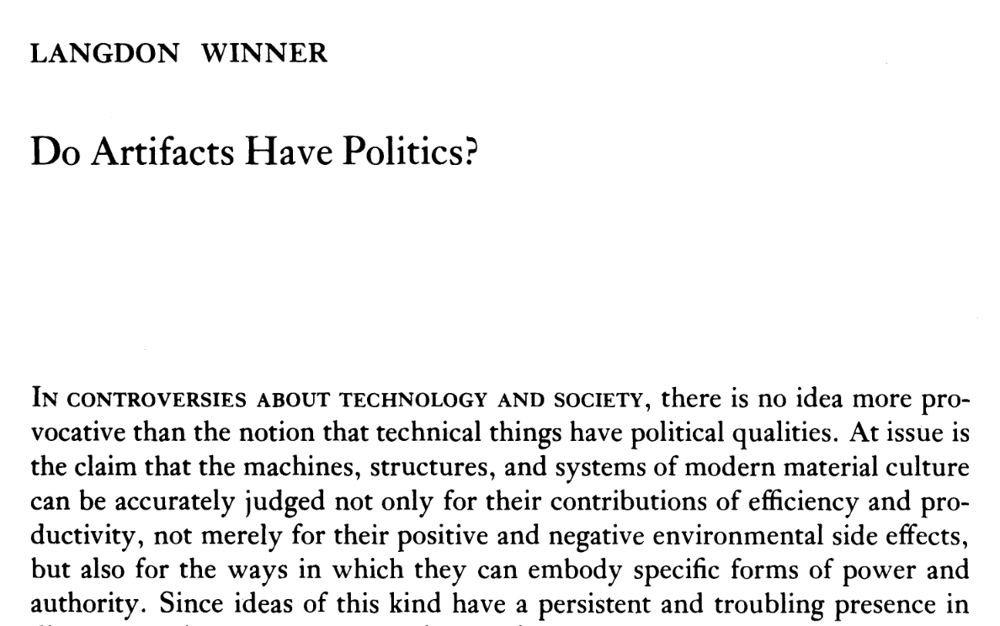 LANGDON WINNER
Do Artifacts Have Politics?
IN CONTROVERSIES ABOUT TECHNOLOGY AND SOCIETY, there is no idea more pro-
vocative than the notion that technical things have political qualities. At issue is
the claim that the machines, structures, and systems of modern material culture
can be accurately judged not only for their contributions of efficiency and pro-
ductivity, not merely for their positive and negative environmental side effects,
but also for the ways in which they can embody specific forms of power and
authority. Since ideas of this kind have a persistent and troubling presence in